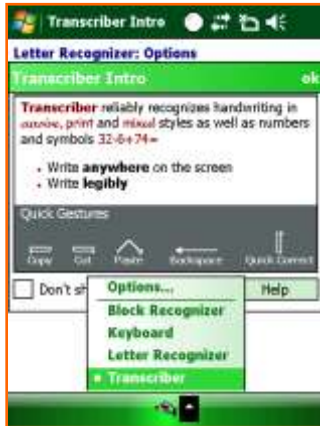 Transcriber Intro
Letter Recognizer: Options
Transcriber Intro ok
Transcriber reliably recognizes handwriting in
cursive, print and mixed styles as well as numbers
and symbols 32-6+74=
• Write anywhere on the screen
• Write legibly
Quick Gestures
Copy Cut Paste Backspace Quick Correct
Don't sh Help
Options...
Block Recognizer
Keyboard
Letter Recognizer
• Transcriber